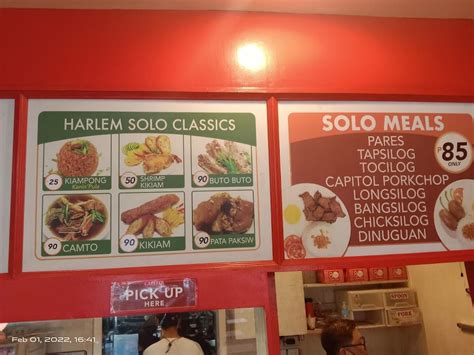 HARLEM SOLO CLASSICS
25 KIAMPONG
Kanin Pula
50 SHRIMP
KIKIAM
90 BUTO BUTO
90 CAMTO
90 KIKIAM
90 PATA PAKSIW
SOLO MEALS
PARES
TAPSILOG
TOCILOG
CAPITOL PORKCHOP
LONGSILOG
BANGSILOG
CHICKSILOG
DINUGUAN
₱85
ONLY
PICK UP
HERE
Feb 01, 2022, 16:41